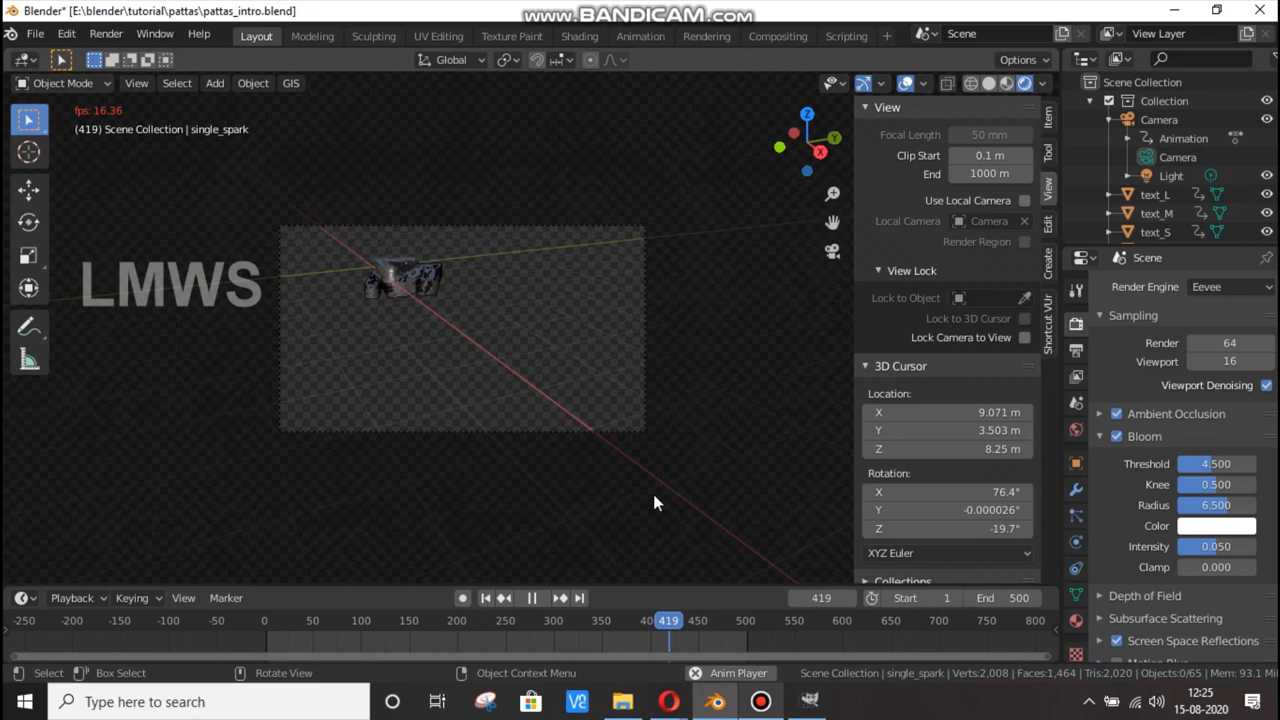 Blender* [E:\blender\tutorial\pattas\pattas_intro.blend]
www.BANDICAM.com
File Edit Render Window Help
Layout Modeling Sculpting UV Editing Texture Paint Shading Animation Rendering Compositing Scripting +
Scene
View Layer
Global
Options
Object Mode View Select Add Object GIS
fps: 16.36
(419) Scene Collection | single_spark
LMWS
Z
Y
X
View
Focal Length 50 mm
Clip Start 0.1 m
End 1000 m
Use Local Camera
Local Camera Camera
Render Region
View Lock
Lock to Object
Lock to 3D Cursor
Lock Camera to View
3D Cursor
Location:
X 9.071 m
Y 3.503 m
Z 8.25 m
Rotation:
X 76.4°
Y -0.000026°
Z -19.7°
XYZ Euler
Collections
Item
Tool
View
Edit
Create
Shortcut VUr
Scene Collection
Collection
Camera
Animation
Camera
Light
text_L
text_M
text_S
Scene
Render Engine Eevee
Sampling
Render 64
Viewport 16
Viewport Denoising
Ambient Occlusion
Bloom
Threshold 4.500
Knee 0.500
Radius 6.500
Color
Intensity 0.050
Clamp 0.000
Depth of Field
Subsurface Scattering
Screen Space Reflections
Motion Blur
Playback Keying View Marker
419
Start 1
End 500
-250 -200 -150 -100 -50 0 50 100 150 200 250 300 350 40 419 450 500 550 600 650 700 750 800
Select Box Select Rotate View Object Context Menu Anim Player Scene Collection | single_spark | Verts:2,008 | Faces:1,464 | Tris:2,020 | Objects:0/65 | Mem: 93.1 Mi
Type here to search
12:25
15-08-2020